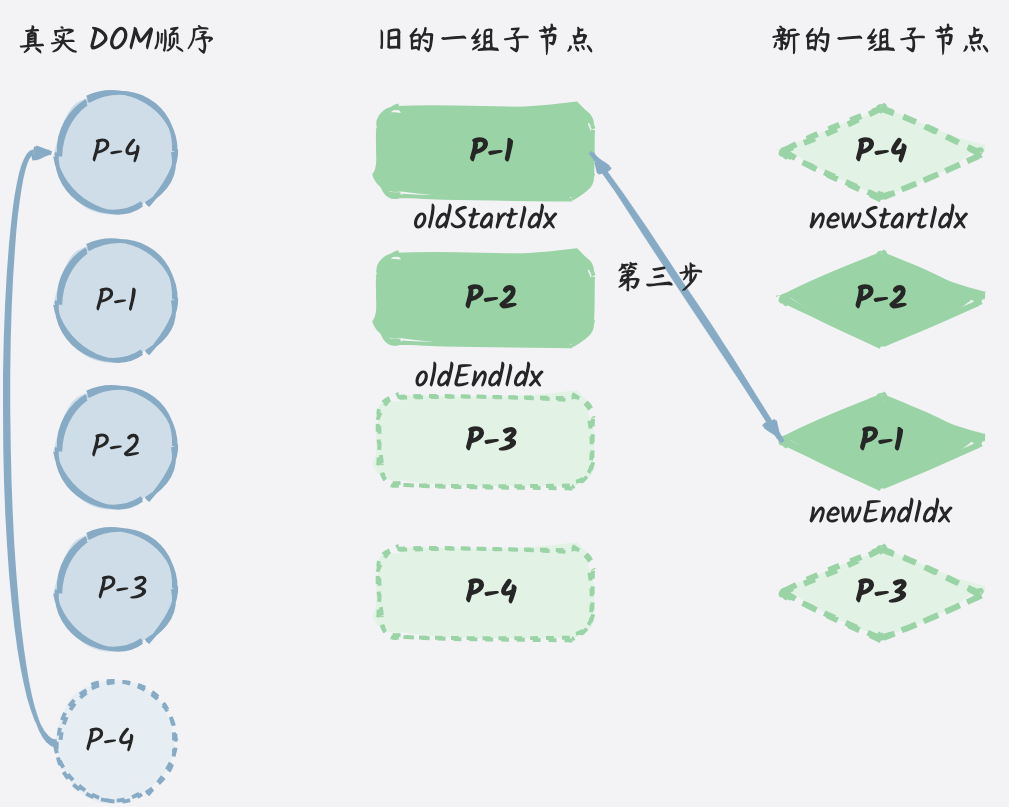 真实 DOM顺序
旧的一组子节点
新的一组子节点
P-4
P-1
P-4
oldStartIdx
newStartIdx
第三步
P-1
P-2
P-2
oldEndIdx
P-2
P-3
P-1
newEndIdx
P-3
P-4
P-3
P-4